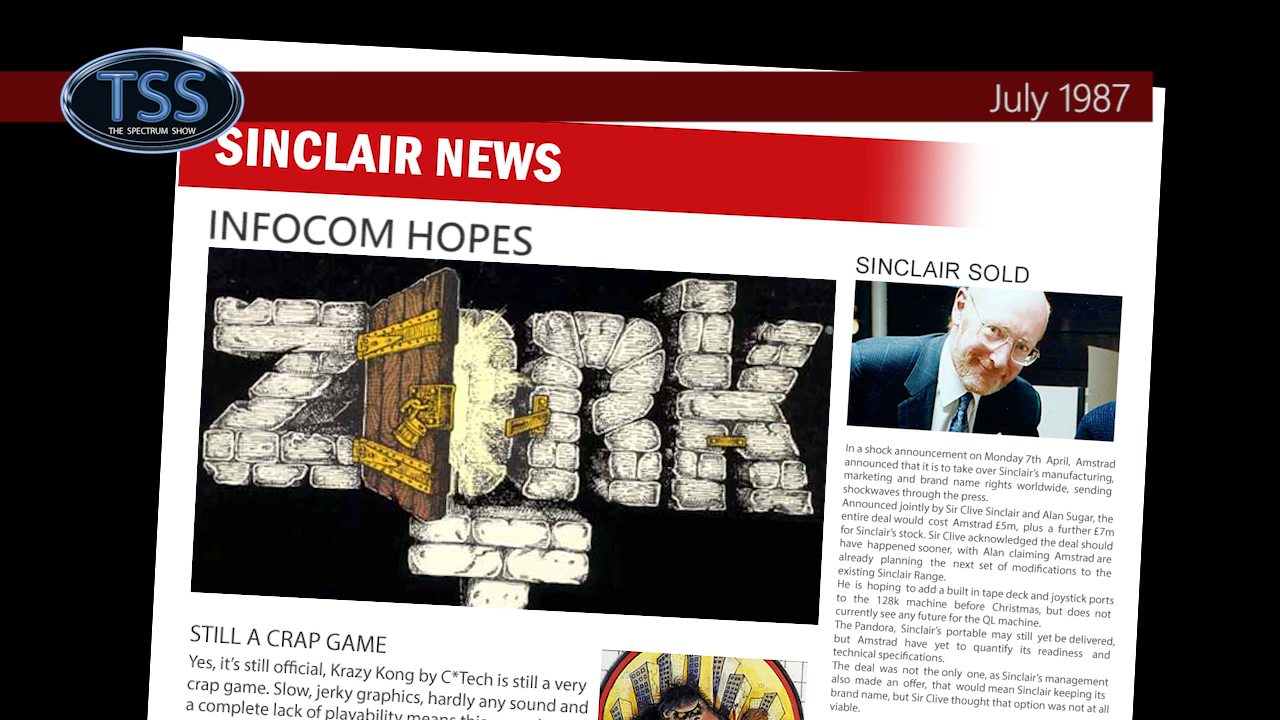 TSS
THE SPECTRUM SHOW
July 1987
SINCLAIR NEWS
INFOCOM HOPES
ZORK
STILL A CRAP GAME
Yes, it's still official, Krazy Kong by C*Tech is still a very
crap game. Slow, jerky graphics, hardly any sound and
a complete lack of playability means this
SINCLAIR SOLD
In a shock announcement on Monday 7th April, Amstrad
announced that it is to take over Sinclair's manufacturing,
marketing and brand name rights worldwide, sending
shockwaves through the press.
Announced jointly by Sir Clive Sinclair and Alan Sugar, the
entire deal would cost Amstrad £5m, plus a further £7m
for Sinclair's stock. Sir Clive acknowledged the deal should
have happened sooner, with Alan claiming Amstrad are
already planning the next set of modifications to the
existing Sinclair Range.
He is hoping to add a built in tape deck and joystick ports
to the 128k machine before Christmas, but does not
currently see any future for the QL machine.
The Pandora, Sinclair's portable may still yet be delivered,
but Amstrad have yet to quantify its readiness and
technical specifications.
The deal was not the only one, as Sinclair's management
also made an offer, that would mean Sinclair keeping its
brand name, but Sir Clive thought that option was not at all
viable.